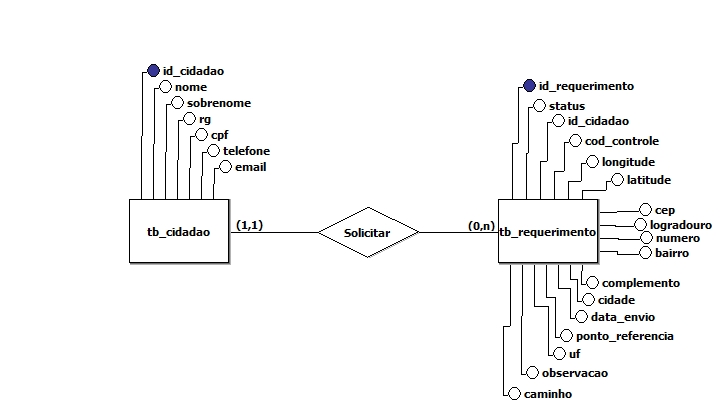 id_cidadao
nome
sobrenome
rg
cpf
telefone
email
tb_cidadao
(1,1)
Solicitar
(0,n)
tb_requerimento
id_requerimento
status
id_cidadao
cod_controle
longitude
latitude
cep
logradouro
numero
bairro
complemento
cidade
data_envio
ponto_referencia
uf
observacao
caminho